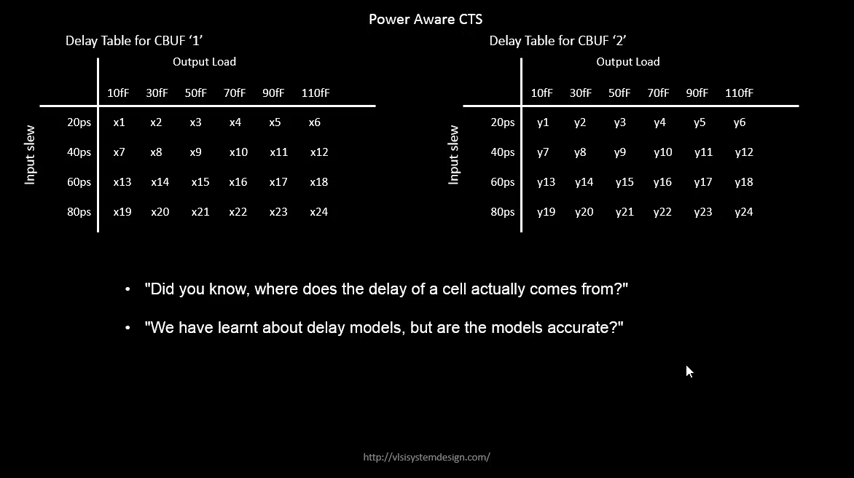 Power Aware CTS
Delay Table for CBUF ‘1’
Output Load
10fF 30fF 50fF 70fF 90fF 110fF
Input slew
20ps x1 x2 x3 x4 x5 x6
40ps x7 x8 x9 x10 x11 x12
60ps x13 x14 x15 x16 x17 x18
80ps x19 x20 x21 x22 x23 x24
Delay Table for CBUF ‘2’
Output Load
10fF 30fF 50fF 70fF 90fF 110fF
Input slew
20ps y1 y2 y3 y4 y5 y6
40ps y7 y8 y9 y10 y11 y12
60ps y13 y14 y15 y16 y17 y18
80ps y19 y20 y21 y22 y23 y24
• "Did you know, where does the delay of a cell actually comes from?"
• "We have learnt about delay models, but are the models accurate?"
http://vlsisystemdesign.com/